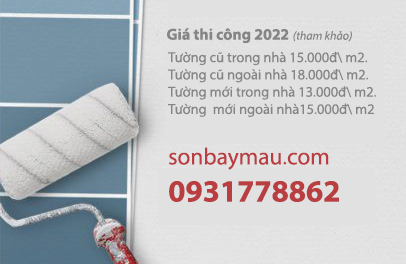 Giá thi công 2022 (tham khảo)
Tường cũ trong nhà 15.000đ\ m2.
Tường cũ ngoài nhà 18.000đ\ m2.
Tường mới trong nhà 13.000đ\ m2.
Tường  mới ngoài nhà15.000đ\ m2
sonbaymau.com
0931778862